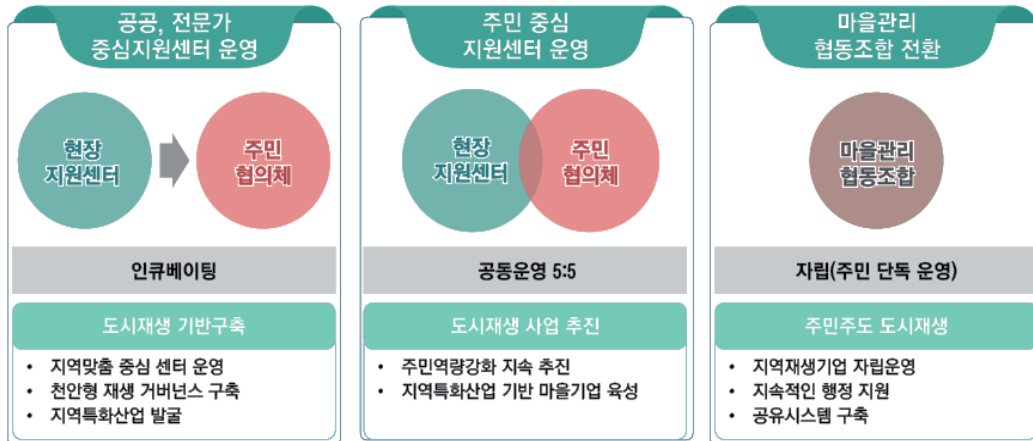 공공, 전문가
중심지원센터 운영
현장
지원센터
주민
협의체
인큐베이팅
도시재생 기반구축
• 지역맞춤 중심 센터 운영
• 천안형 재생 거버넌스 구축
• 지역특화산업 발굴
주민 중심
지원센터 운영
현장
지원센터
주민
협의체
공동운영 5:5
도시재생 사업 추진
• 주민역량강화 지속 추진
• 지역특화산업 기반 마을기업 육성
마을관리
협동조합 전환
마을관리
협동조합
자립(주민 단독 운영)
주민주도 도시재생
• 지역재생기업 자립운영
• 지속적인 행정 지원
• 공유시스템 구축